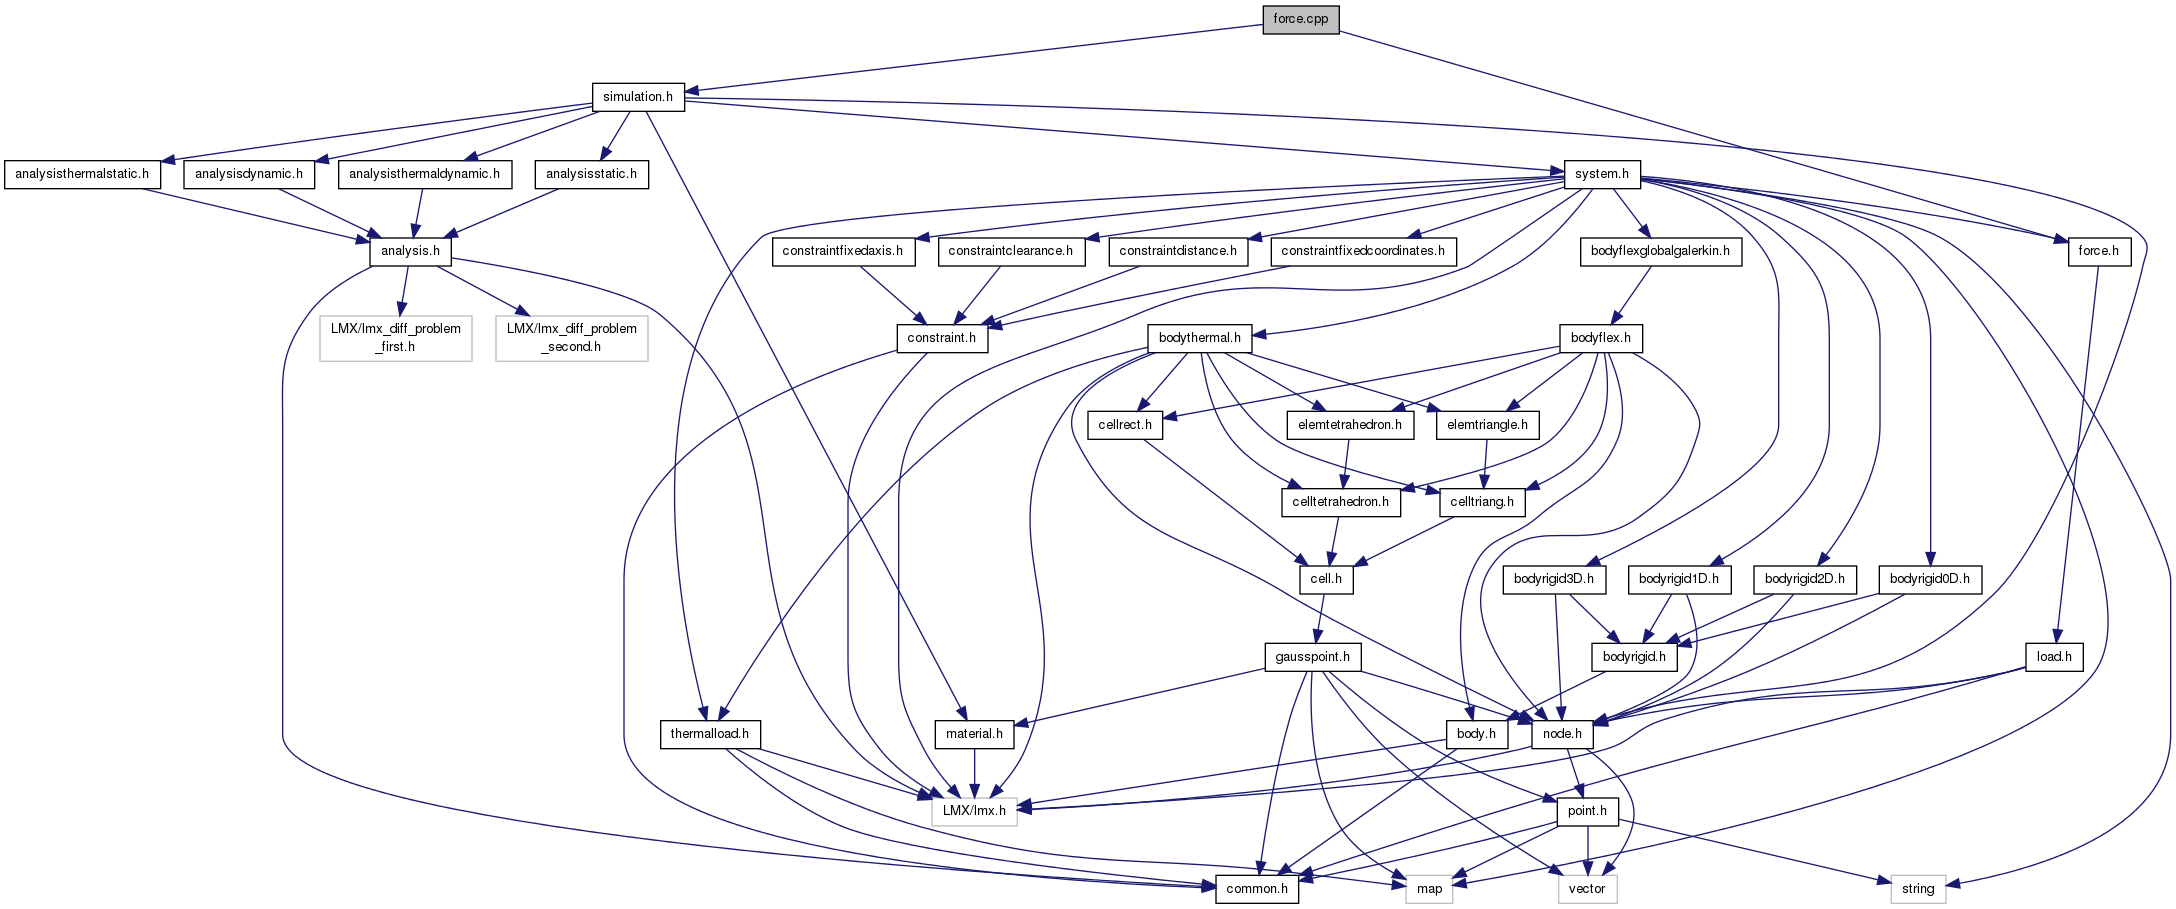 force.cpp
simulation.h
analysisthermalstatic.h
analysisdynamic.h
analysisthermaldynamic.h
analysisstatic.h
system.h
analysis.h
constraintfixedaxis.h
constraintclearance.h
constraintdistance.h
constraintfixedcoordinates.h
bodyflexglobalgalerkin.h
force.h
LMX/lmx_diff_problem
_first.h
LMX/lmx_diff_problem
_second.h
constraint.h
bodythermal.h
bodyflex.h
cellrect.h
elemtetrahedron.h
elemtriangle.h
celltetrahedron.h
celltriang.h
cell.h
bodyrigid3D.h
bodyrigid1D.h
bodyrigid2D.h
bodyrigid0D.h
gausspoint.h
bodyrigid.h
load.h
thermalload.h
material.h
body.h
node.h
LMX/lmx.h
point.h
common.h
map
vector
string